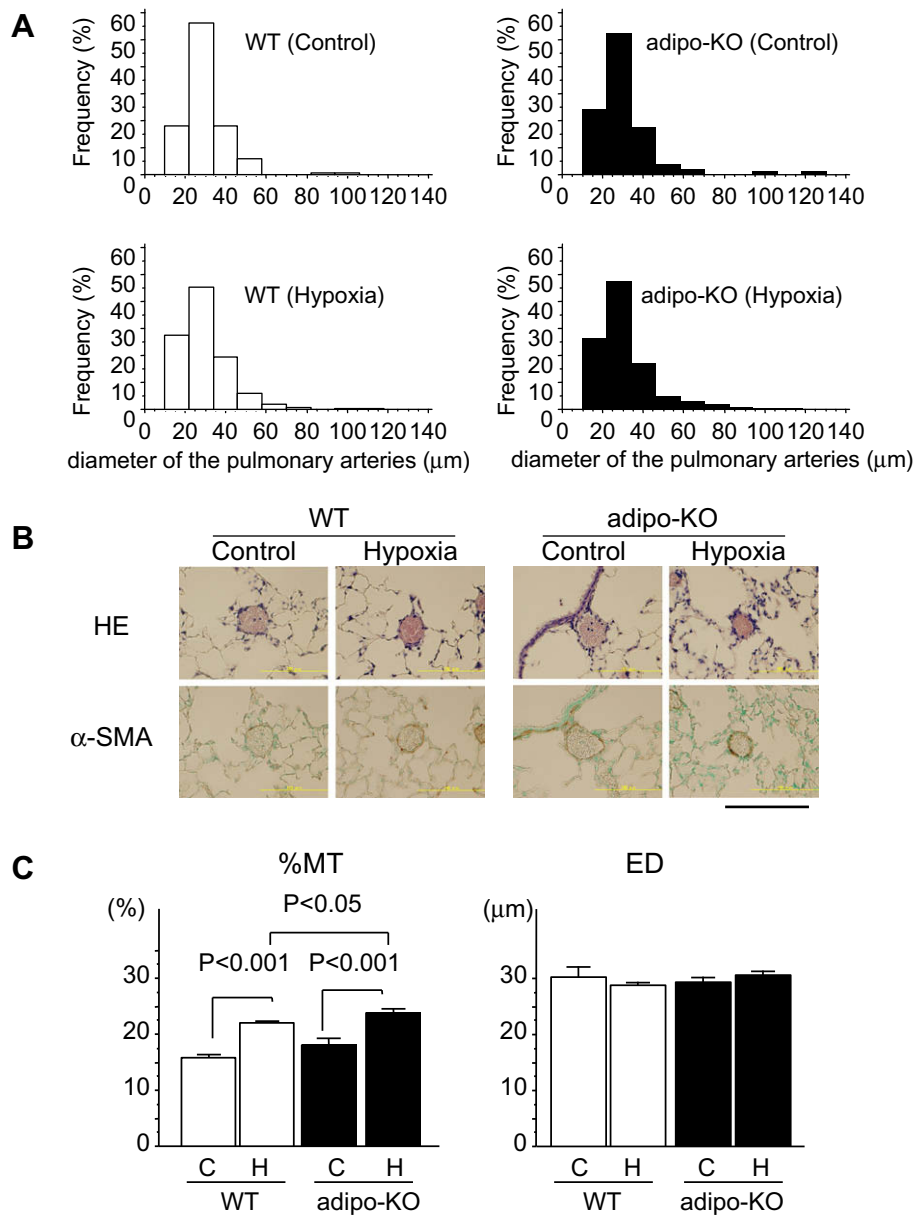 A
Frequency (%)
60
50
40
30
20
10
0
WT (Control)
0 20 40 60 80 100 120 140
Frequency (%)
60
50
40
30
20
10
0
adipo-KO (Control)
0 20 40 60 80 100 120 140
Frequency (%)
60
50
40
30
20
10
0
WT (Hypoxia)
0 20 40 60 80 100 120 140
diameter of the pulmonary arteries (μm)
Frequency (%)
60
50
40
30
20
10
0
adipo-KO (Hypoxia)
0 20 40 60 80 100 120 140
diameter of the pulmonary arteries (μm)
B
WT
adipo-KO
Control Hypoxia Control Hypoxia
HE
α-SMA
C
%MT
(%)
P<0.05
P<0.001 P<0.001
30
20
10
0
C H C H
WT adipo-KO
ED
(μm)
30
20
10
0
C H C H
WT adipo-KO